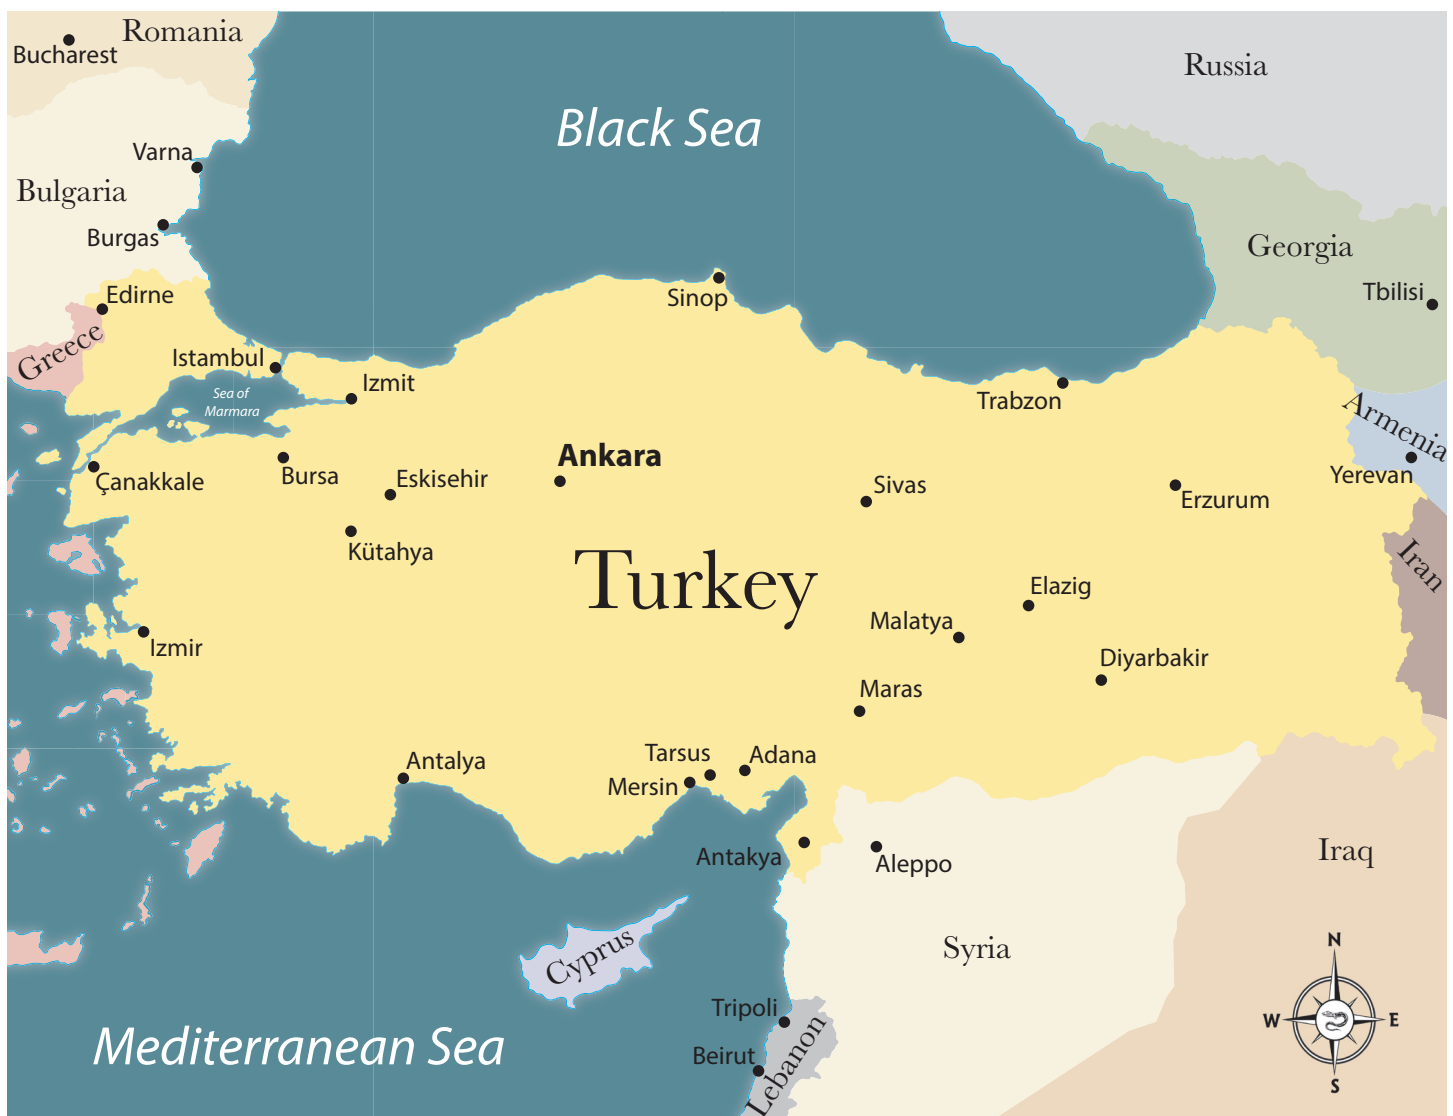 Romania
Bucharest
Russia
Black Sea
Varna
Bulgaria
Burgas
Georgia
Tbilisi
Edirne
Sinop
Greece
Istambul
Izmit
Sea of
Marmara
Trabzon
Armenia
Ankara
Bursa
Eskisehir
Çanakkale
Sivas
Yerevan
Erzurum
Kütahya
Turkey
Iran
Elazig
Malatya
Izmir
Diyarbakir
Maras
Antalya
Tarsus
Adana
Mersin
Antakya
Aleppo
Iraq
Cyprus
Syria
N
W
E
S
Tripoli
Mediterranean Sea
Beirut
Lebanon